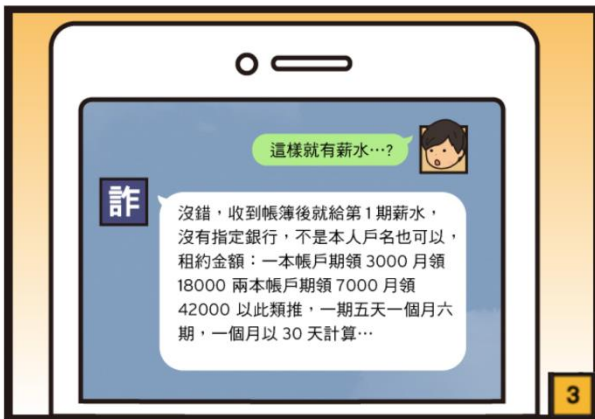 這樣就有薪水…?
詐
沒錯，收到帳簿後就給第1期薪水，
沒有指定銀行，不是本人戶名也可以，
租約金額：一本帳戶期領 3000 月領
18000 兩本帳戶期領 7000 月領
42000 以此類推，一期五天一個月六
期，一個月以 30 天計算…
3